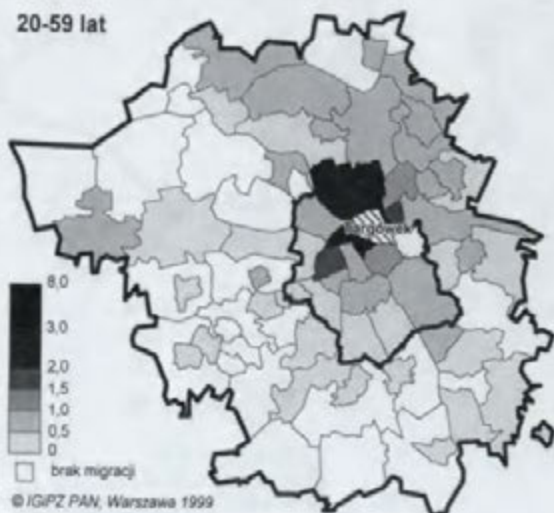 20-59 lat
Targówek
8,0
3,0
2,0
1,5
1,0
0,5
0
brak migracji
© IGiPZ PAN, Warszawa 1999